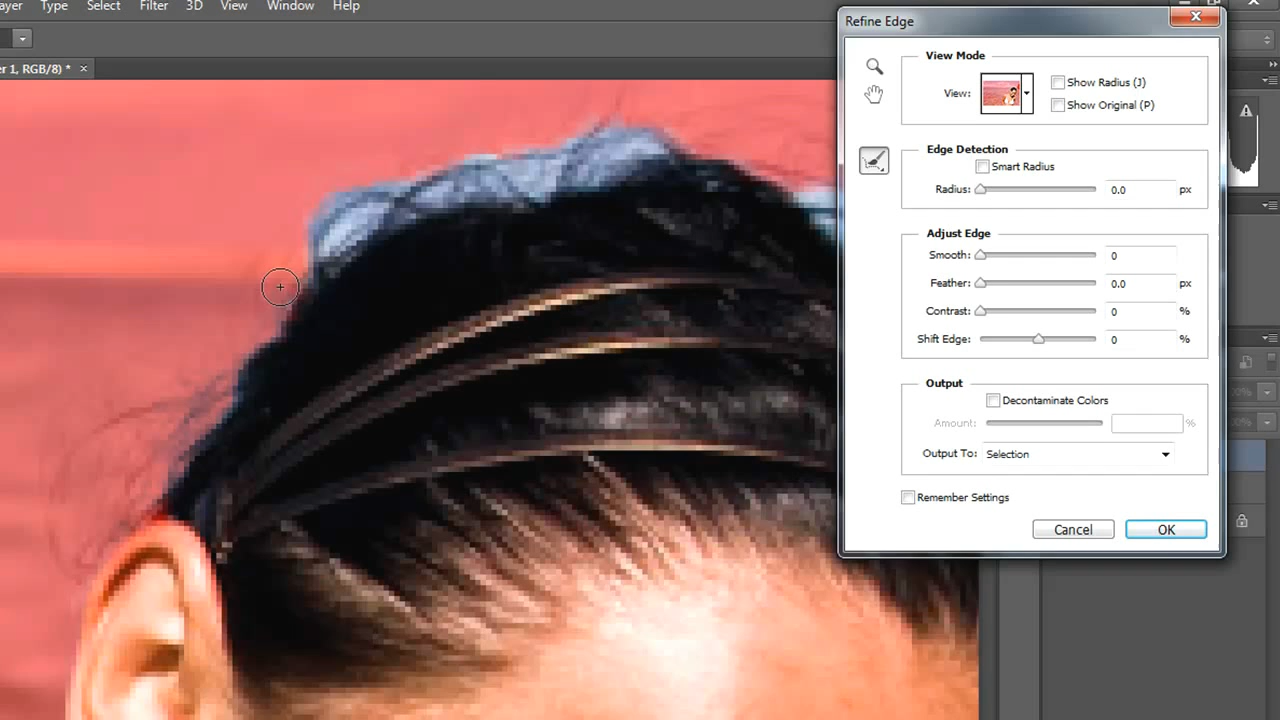 ayer Type Select Filter 3D View Window Help
er 1, RGB/8) * ×
Refine Edge
View Mode
View:
Show Radius (J)
Show Original (P)
Edge Detection
Smart Radius
Radius: 0.0 px
Adjust Edge
Smooth: 0
Feather: 0.0 px
Contrast: 0 %
Shift Edge: 0 %
Output
Decontaminate Colors
Amount: %
Output To: Selection
Remember Settings
Cancel OK